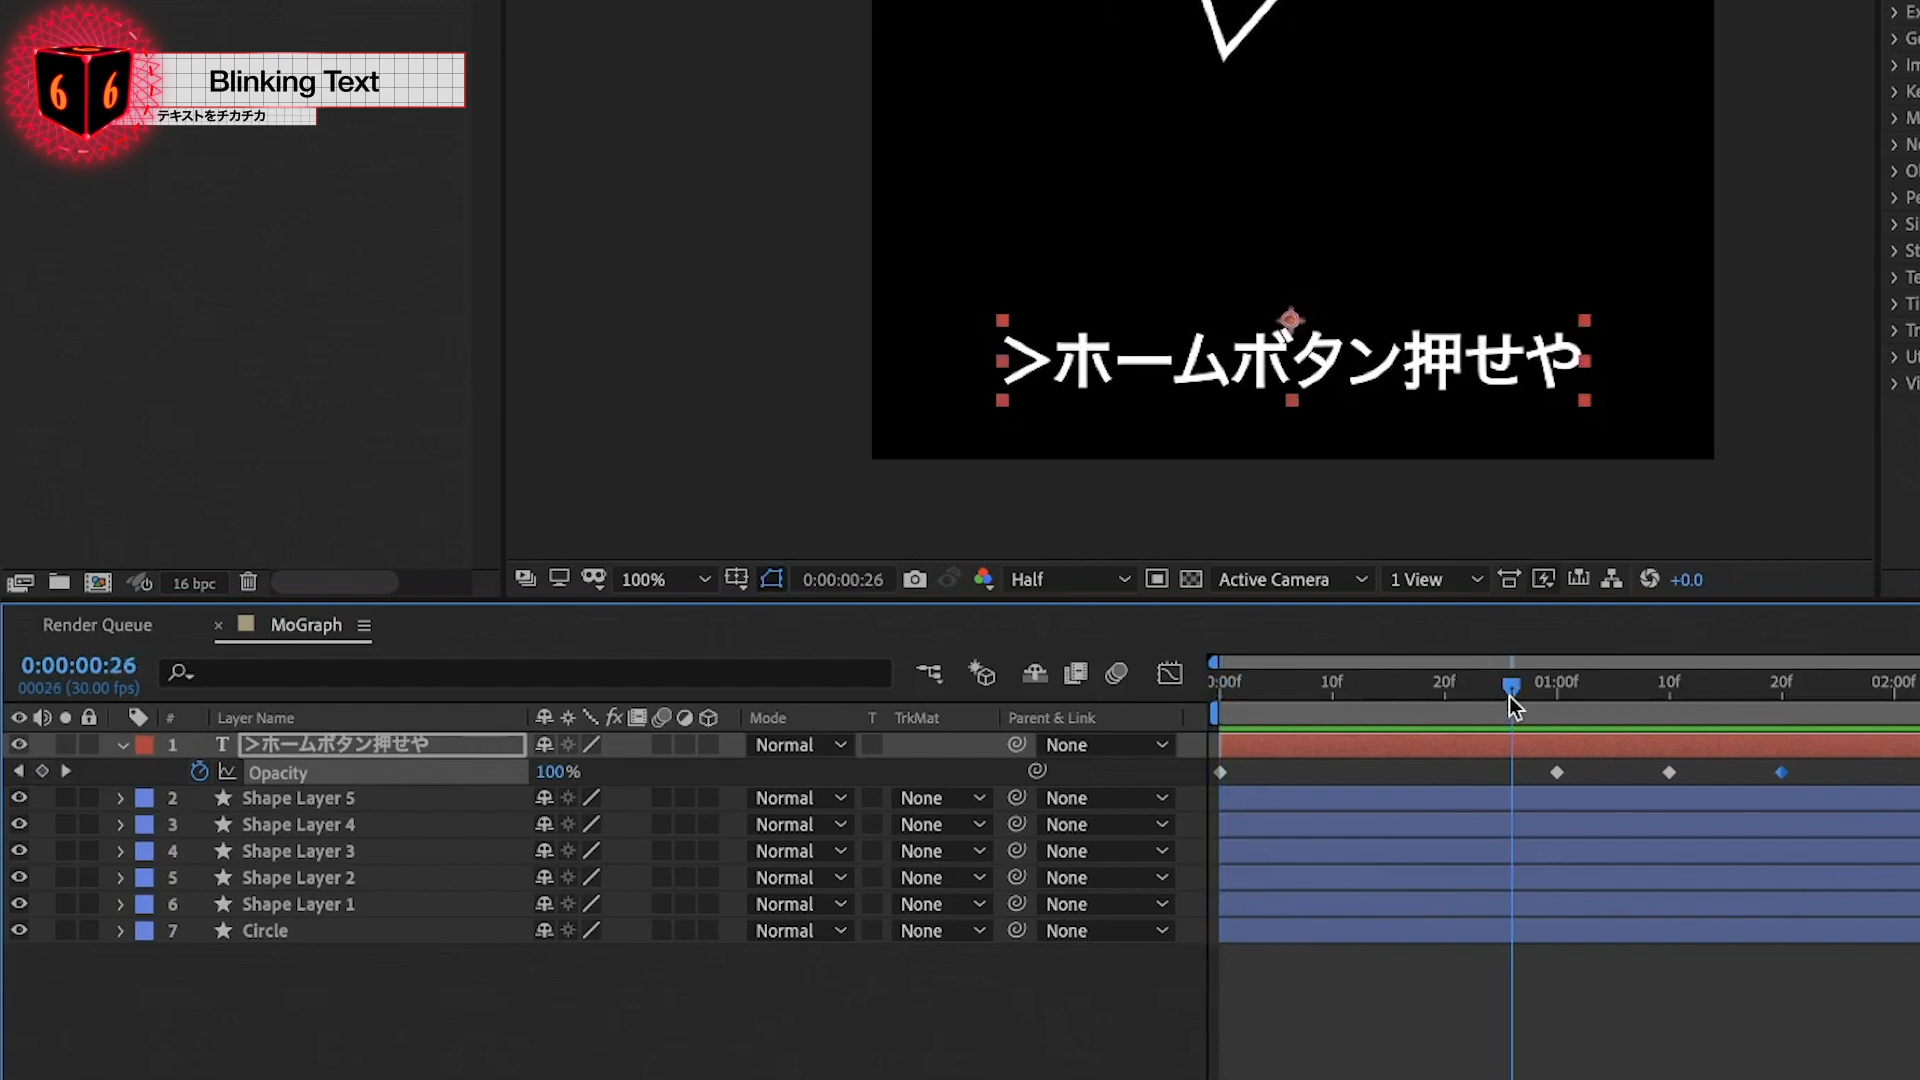 6 6
Blinking Text
テキストをチカチカ
>ホームボタン押せや
16 bpc
100%
0:00:00:26
Half
Active Camera
1 View
+0.0
Render Queue
× MoGraph
0:00:00:26
00026 (30.00 fps)
0:00f 10f 20f 01:00f 10f 20f 02:00f
# Layer Name fx Mode T TrkMat Parent & Link
1 T >ホームボタン押せや Normal None
Opacity 100%
2 Shape Layer 5 Normal None None
3 Shape Layer 4 Normal None None
4 Shape Layer 3 Normal None None
5 Shape Layer 2 Normal None None
6 Shape Layer 1 Normal None None
7 Circle Normal None None